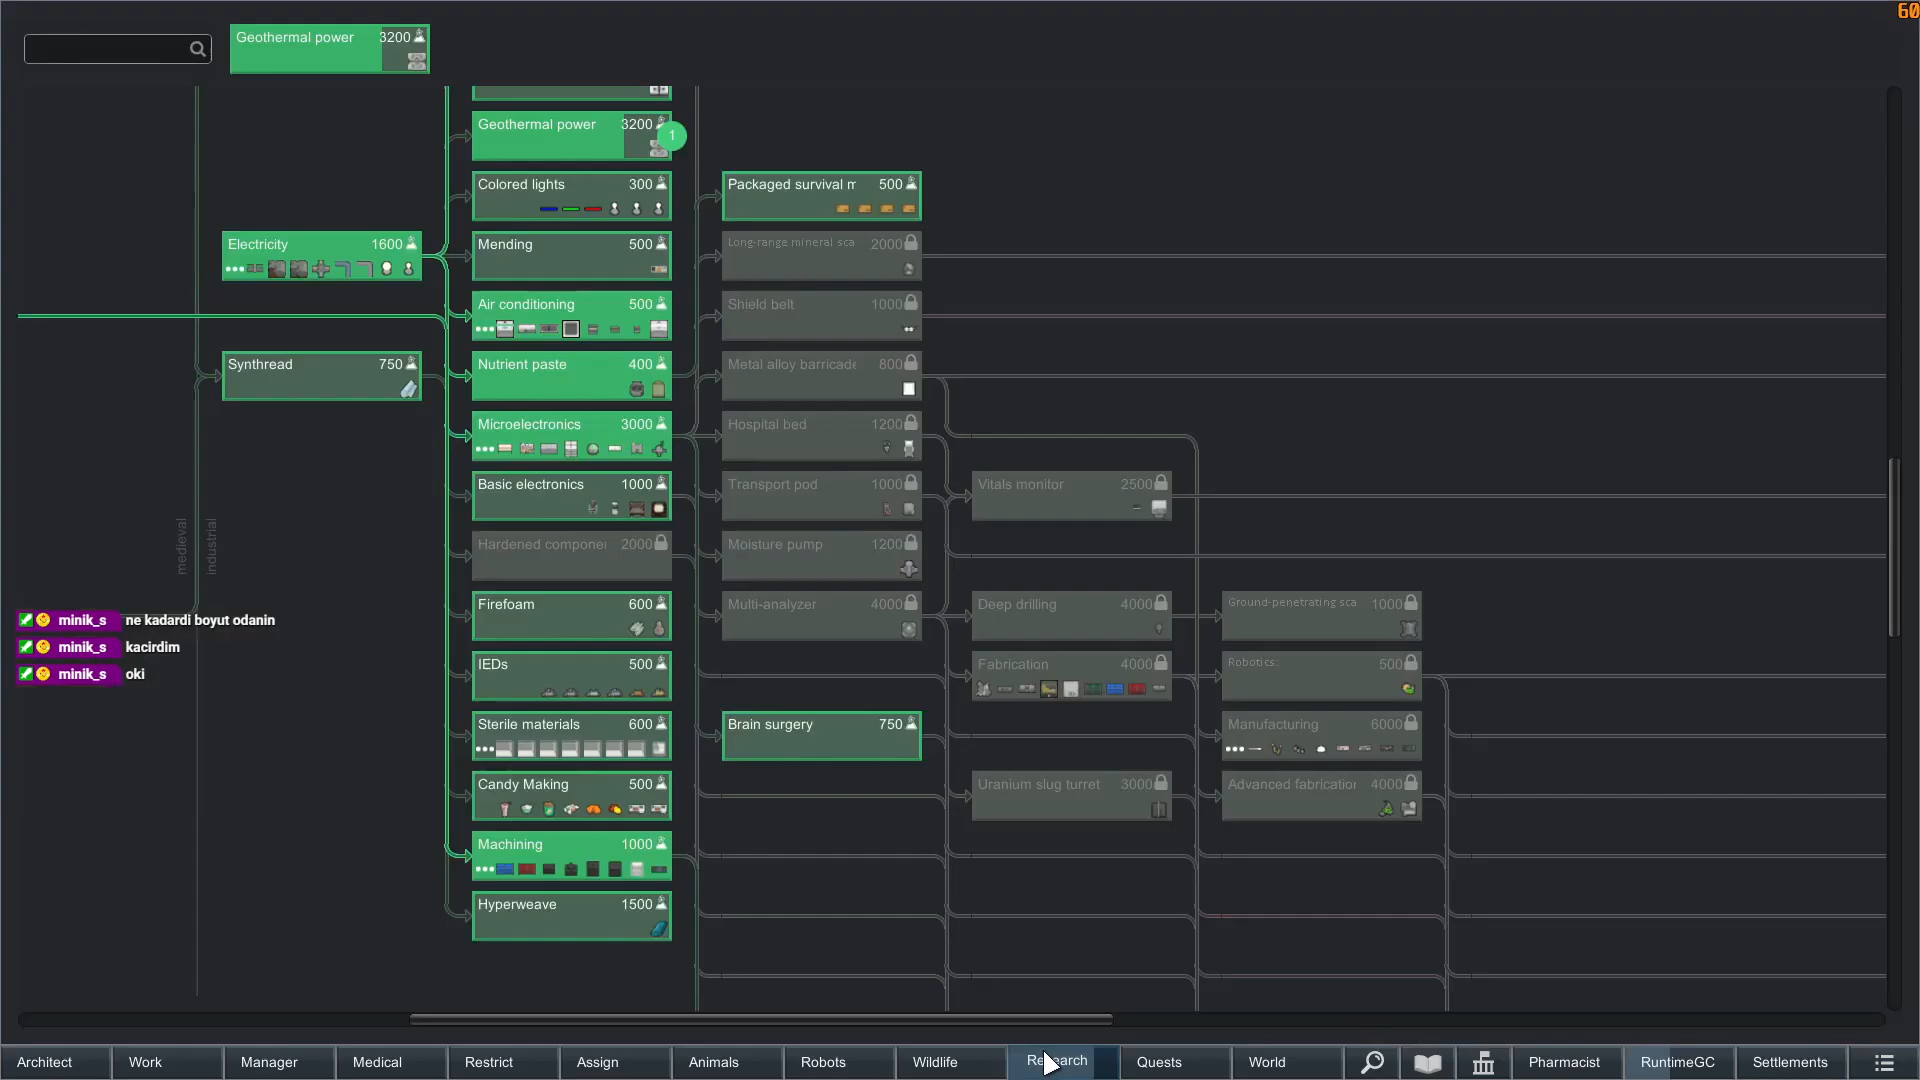 60
Geothermal power 3200
Geothermal power 3200
1
Colored lights 300
Packaged survival m 500
Electricity 1600
Mending 500
Long-range mineral sca 2000
Air conditioning 500
Shield belt 1000
Synthread 750
Nutrient paste 400
Metal alloy barricade 800
Microelectronics 3000
Hospital bed 1200
Basic electronics 1000
Transport pod 1000
Vitals monitor 2500
medieval
industrial
Hardened componen 2000
Moisture pump 1200
Firefoam 600
Multi-analyzer 4000
Deep drilling 4000
Ground-penetrating sca 1000
minik_s ne kadardi boyut odanin
minik_s kacirdim
minik_s oki
IEDs 500
Fabrication 4000
Robotics: 500
Sterile materials 600
Brain surgery 750
Manufacturing 6000
Candy Making 500
Uranium slug turret 3000
Advanced fabrication 4000
Machining 1000
Hyperweave 1500
Architect Work Manager Medical Restrict Assign Animals Robots Wildlife Research Quests World Pharmacist RuntimeGC Settlements